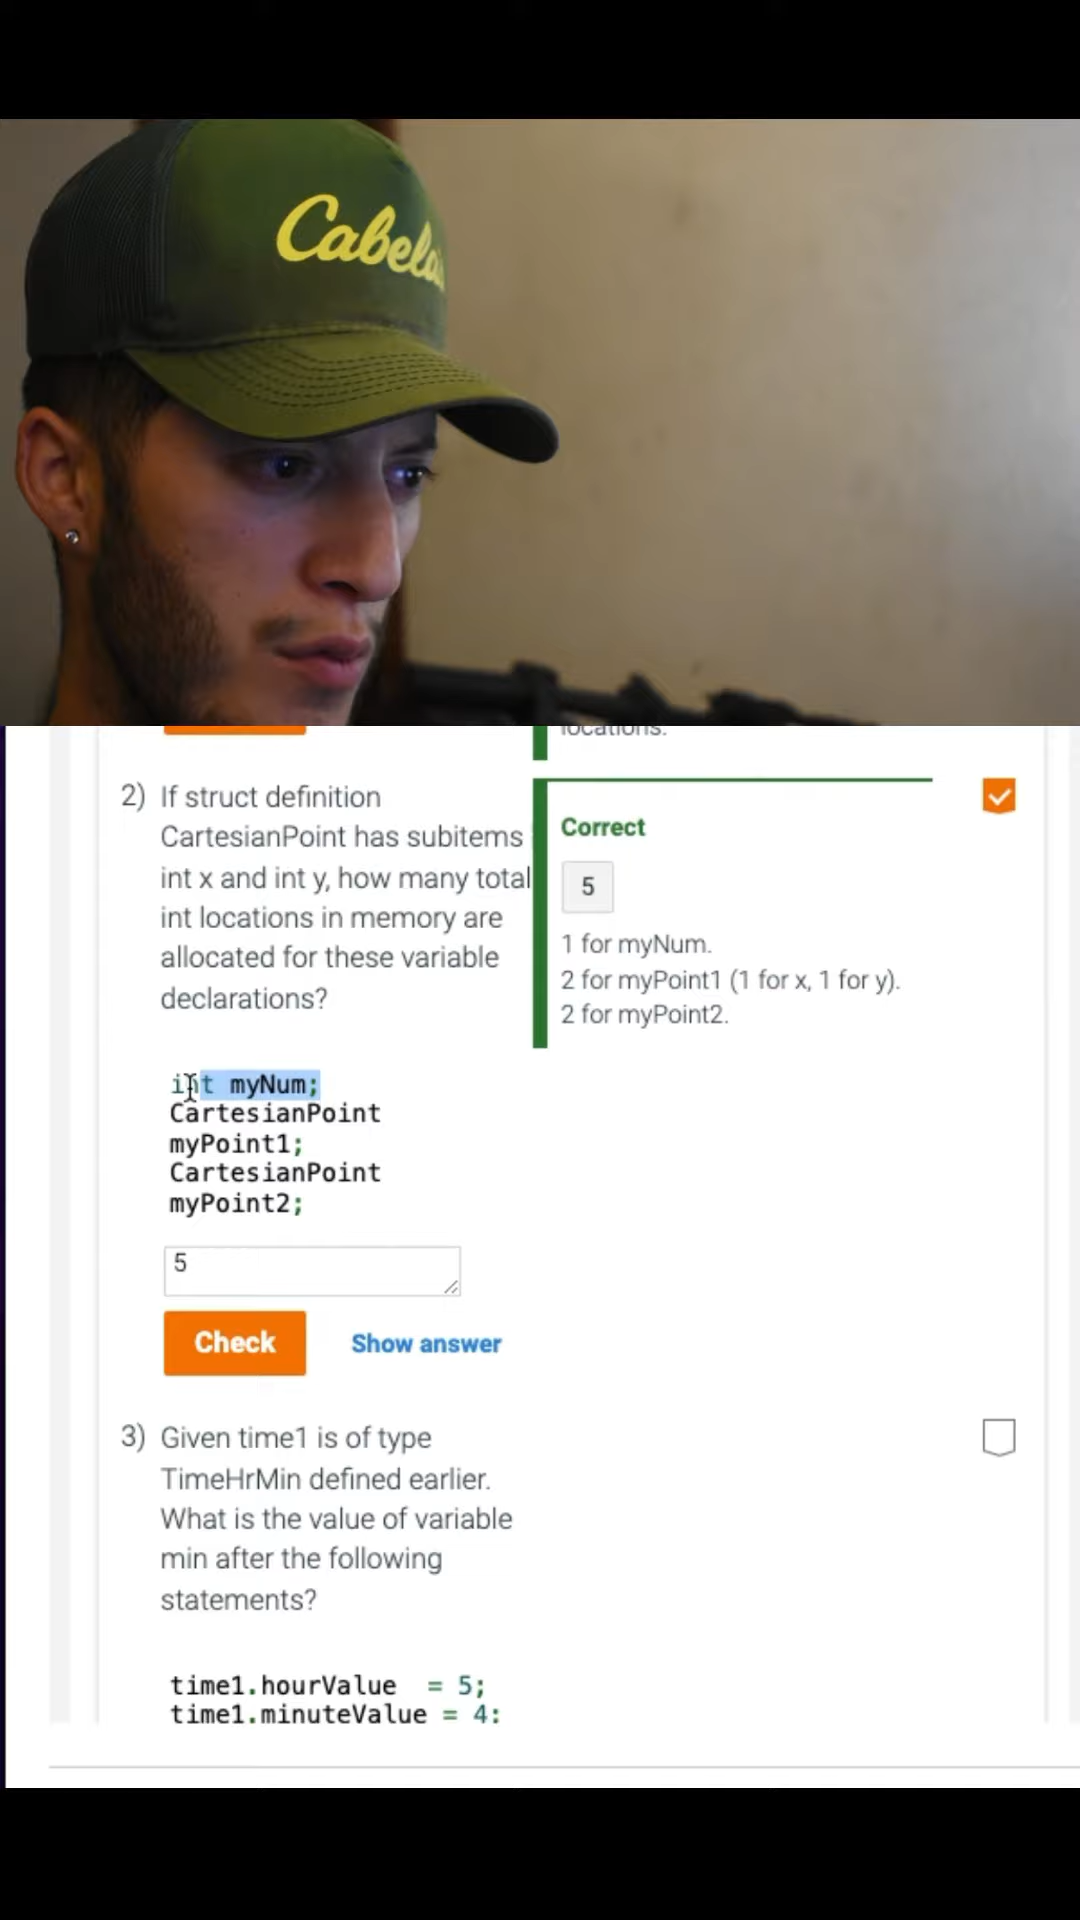 Cabela's
locations.
2) If struct definition
CartesianPoint has subitems
int x and int y, how many total
int locations in memory are
allocated for these variable
declarations?
Correct
5
1 for myNum.
2 for myPoint1 (1 for x, 1 for y).
2 for myPoint2.
int myNum;
CartesianPoint
myPoint1;
CartesianPoint
myPoint2;
5
Check
Show answer
3) Given time1 is of type
TimeHrMin defined earlier.
What is the value of variable
min after the following
statements?
time1.hourValue = 5;
time1.minuteValue = 4;